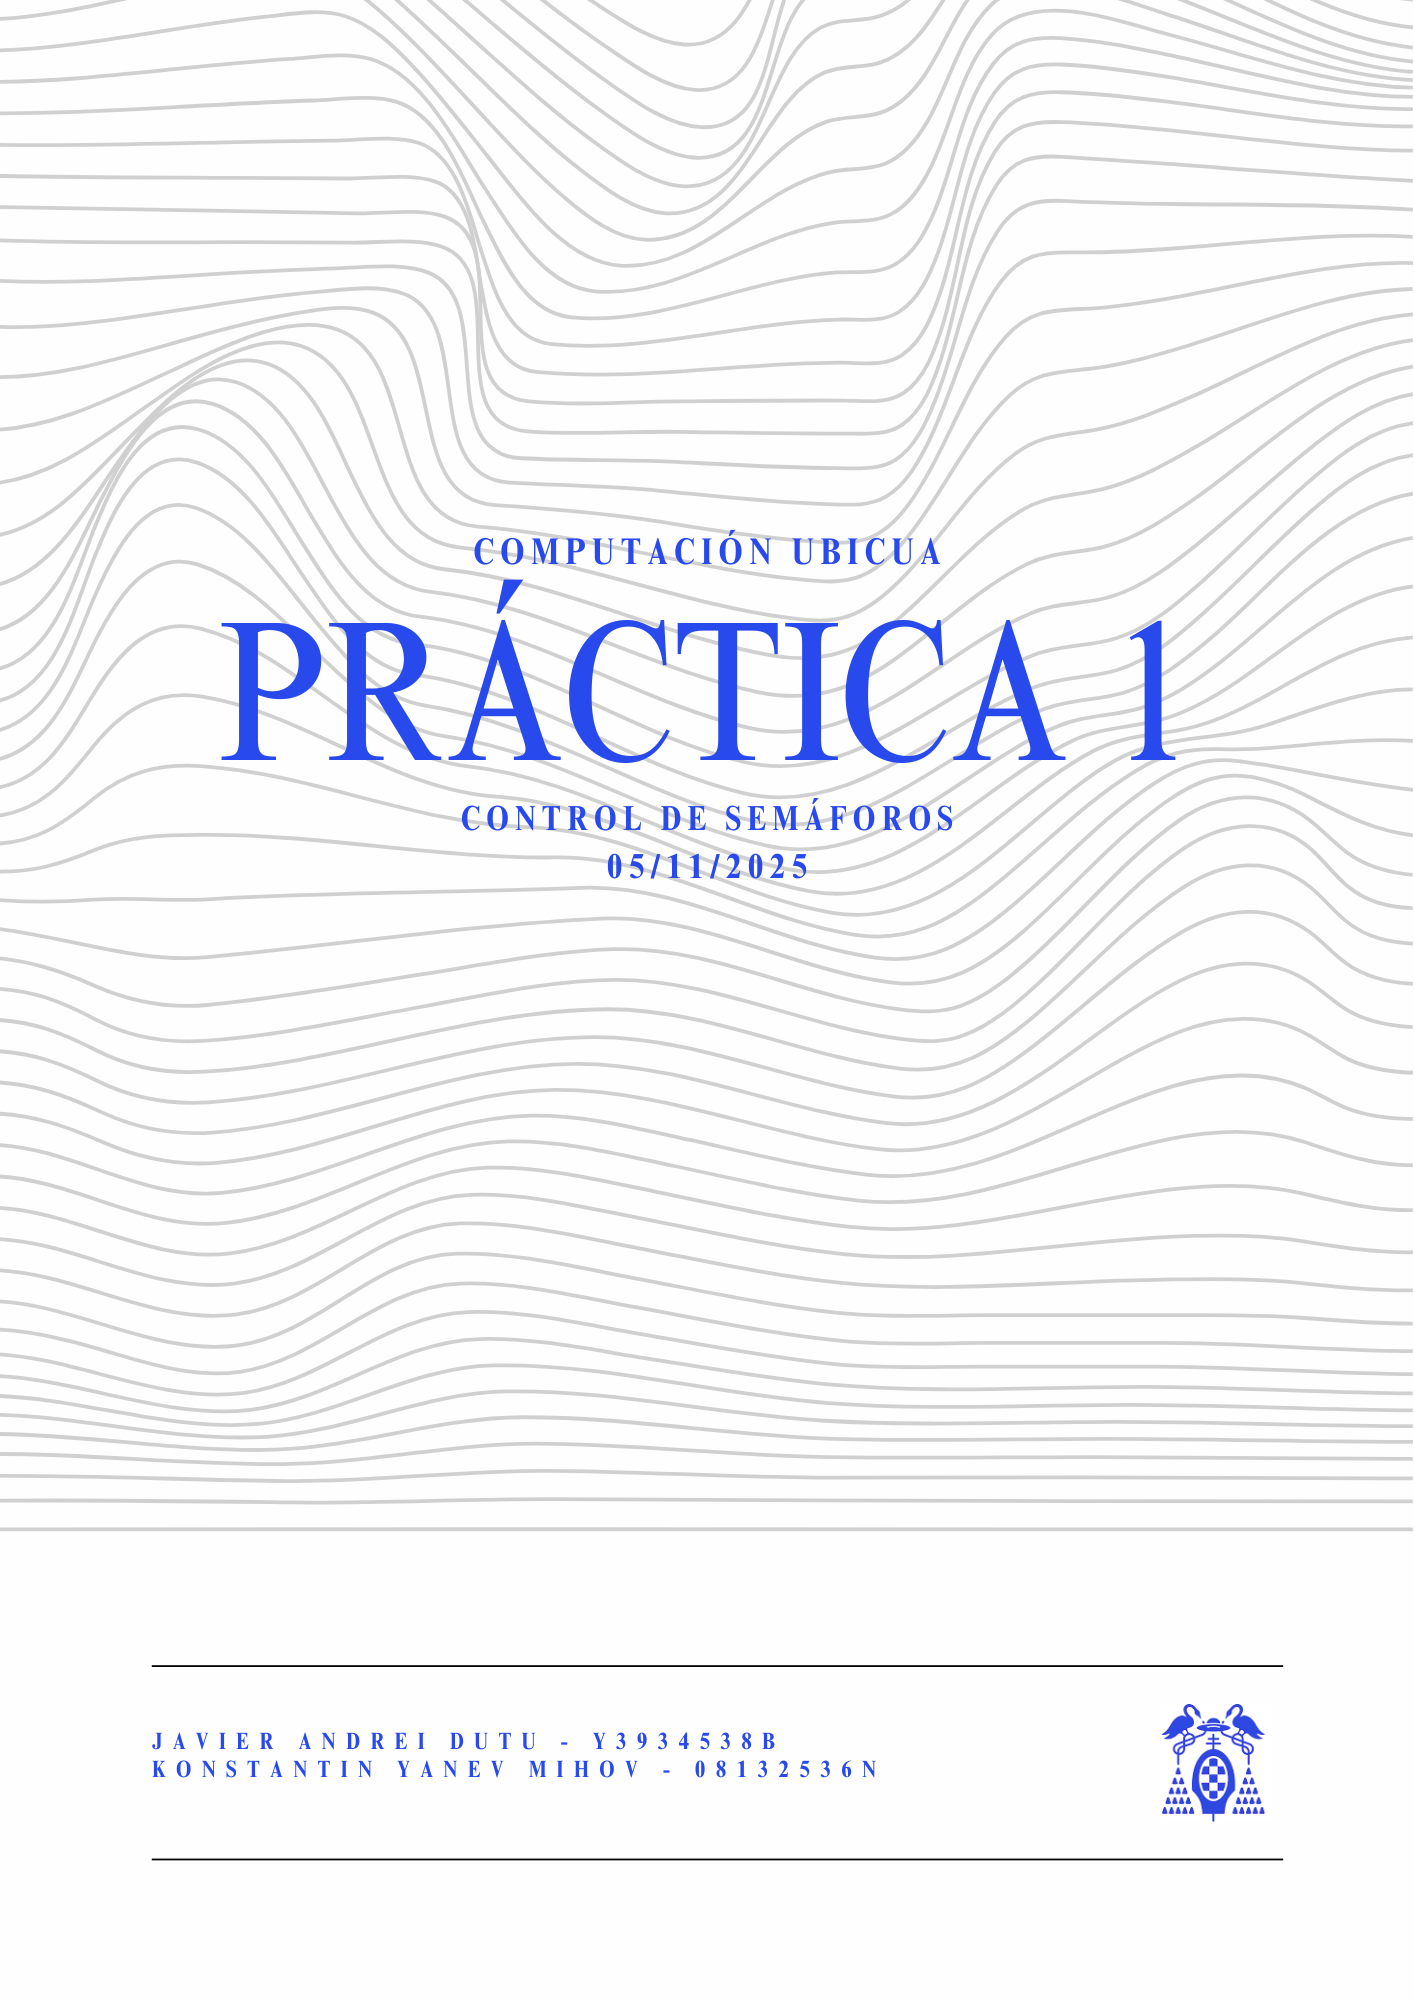 COMPUTACIÓN UBICUA
PRÁCTICA 1
CONTROL DE SEMÁFOROS
05/11/2025
JAVIER ANDREI DUTU - Y3934538B
KONSTANTIN YANEV MIHOV - 08132536N